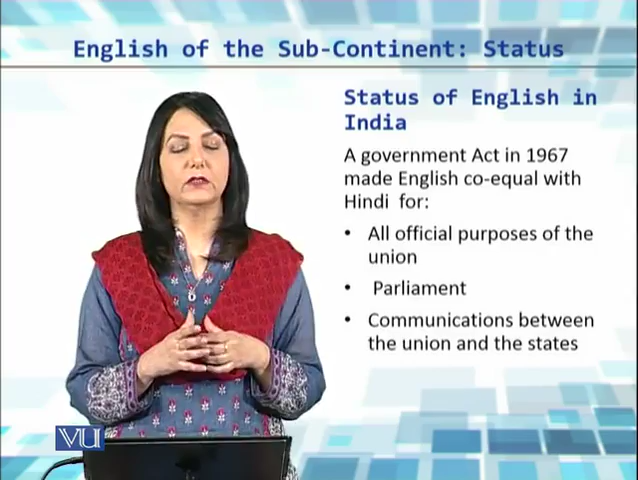 English of the Sub-Continent: Status
Status of English in
India
A government Act in 1967
made English co-equal with
Hindi for:
• All official purposes of the
union
• Parliament
• Communications between
the union and the states
VU